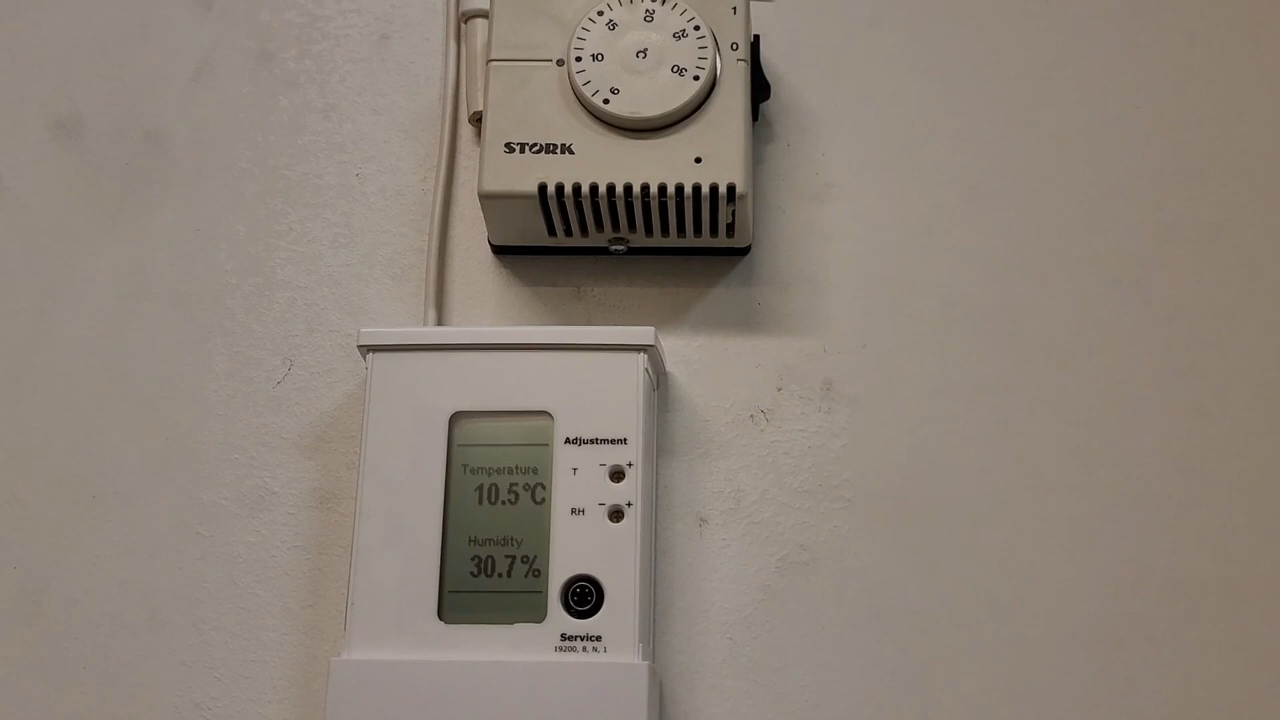 1
20
15
25
0
10
°C
30
6
STORK
Adjustment
Temperature
T - +
10.5°C
RH - +
Humidity
30.7%
Service
19200, 8, N, 1